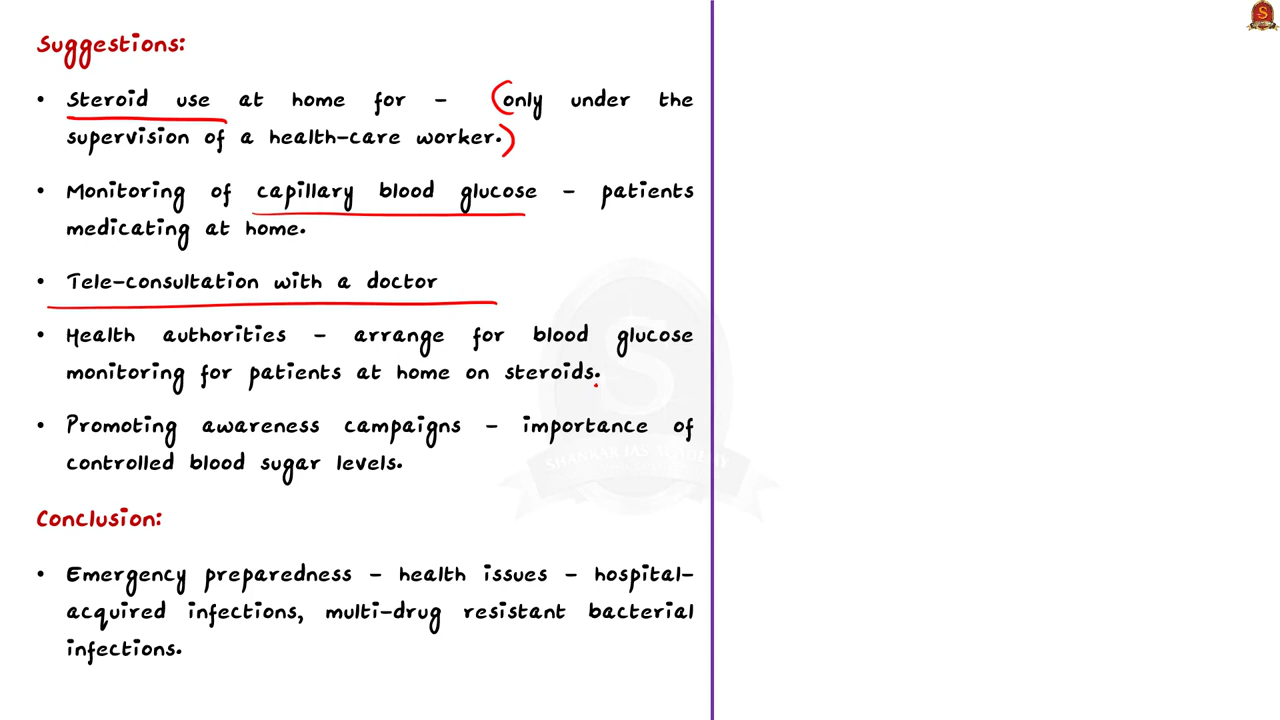 Suggestions:
• Steroid use at home for - (only under the
supervision of a health-care worker.)
• Monitoring of capillary blood glucose - patients
medicating at home.
• Tele-consultation with a doctor
• Health authorities - arrange for blood glucose
monitoring for patients at home on steroids.
• Promoting awareness campaigns - importance of
controlled blood sugar levels.
Conclusion:
• Emergency preparedness - health issues - hospital-
acquired infections, multi-drug resistant bacterial
infections.
S
SHANKAR IAS ACADEMY